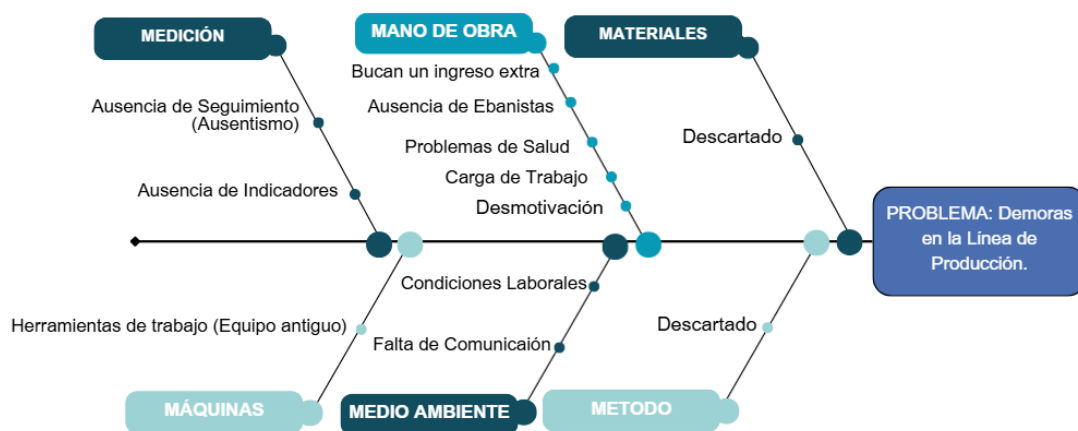 MEDICIÓN
MANO DE OBRA
MATERIALES
Bucan un ingreso extra
Ausencia de Seguimiento
(Ausentismo)
Ausencia de Ebanistas
Problemas de Salud
Descartado
Ausencia de Indicadores
Carga de Trabajo
Desmotivación
PROBLEMA: Demoras
en la Línea de
Producción.
Condiciones Laborales
Herramientas de trabajo (Equipo antiguo)
Descartado
Falta de Comunicaión
MÁQUINAS
MEDIO AMBIENTE
METODO